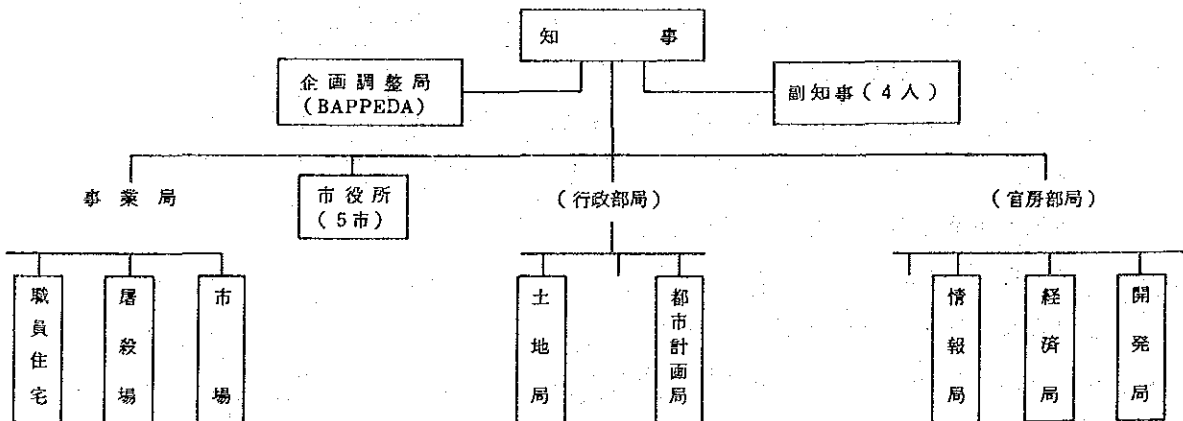 知事
企画調整局
(BAPPEDA)
副知事(4人)
事業局
市役所
(5市)
(行政部局)
(官房部局)
職員住宅
屠殺場
市場
土地局
都市計画局
情報局
経済局
開発局